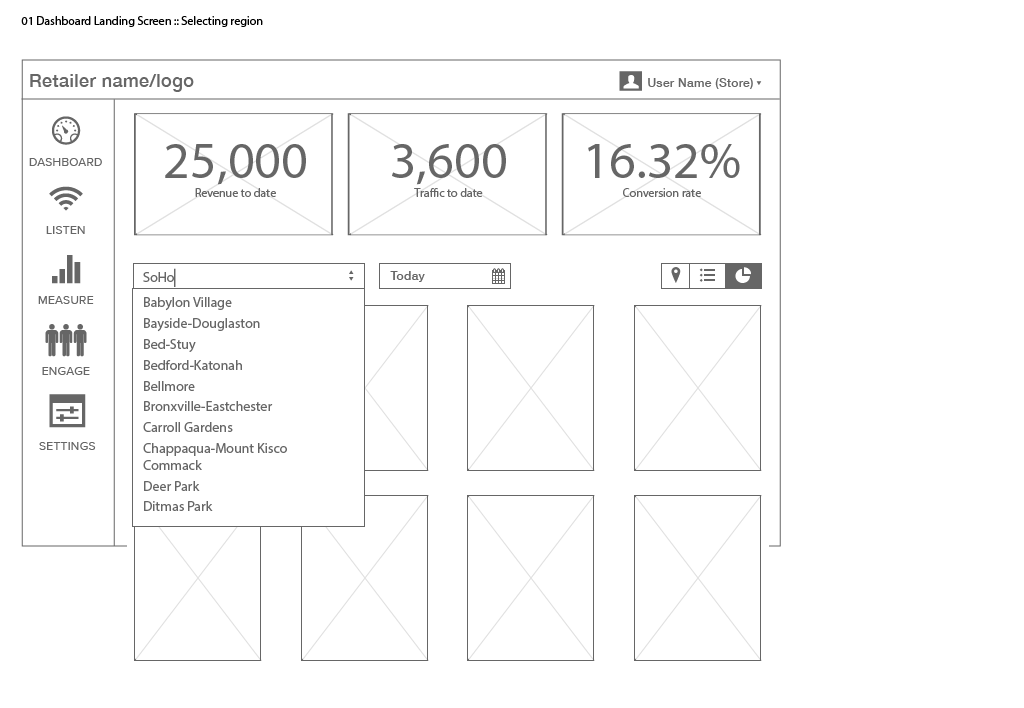 01 Dashboard Landing Screen :: Selecting region
Retailer name/logo
User Name (Store)
DASHBOARD
LISTEN
MEASURE
ENGAGE
SETTINGS
25,000
Revenue to date
3,600
Traffic to date
16.32%
Conversion rate
SoHo
Today
Babylon Village
Bayside-Douglaston
Bed-Stuy
Bedford-Katonah
Bellmore
Bronxville-Eastchester
Carroll Gardens
Chappaqua-Mount Kisco
Commack
Deer Park
Ditmas Park